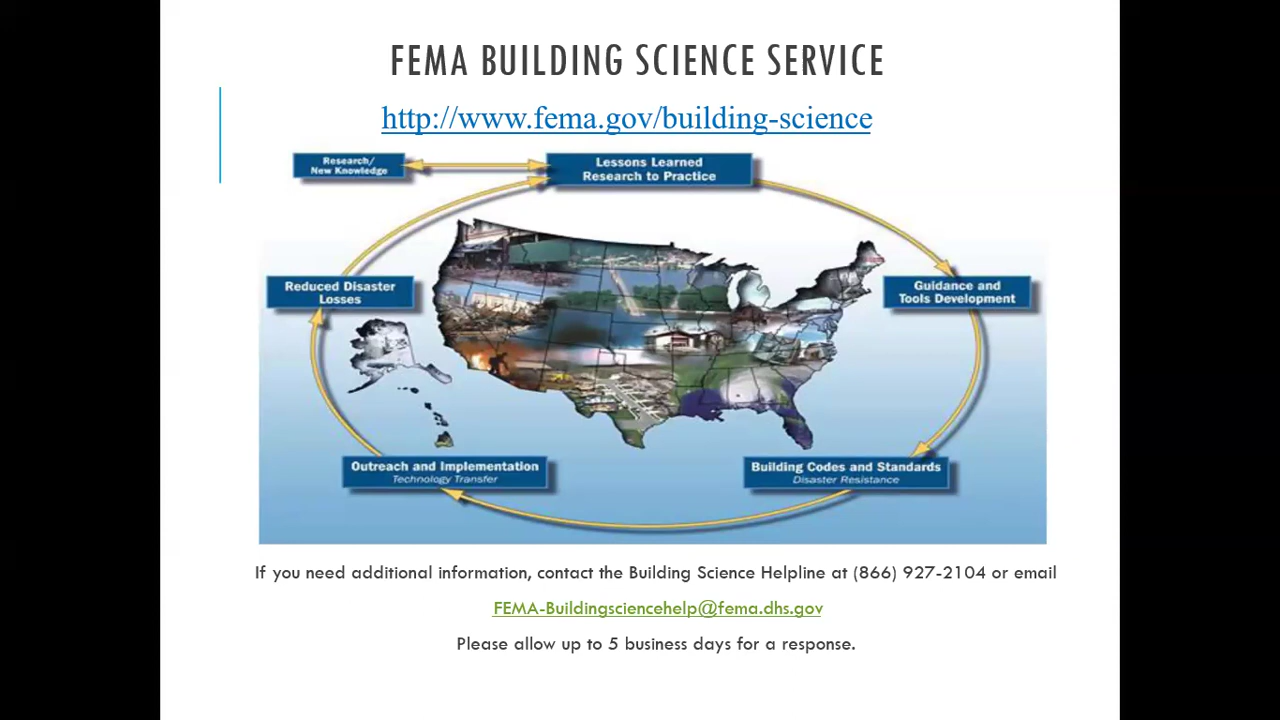 FEMA BUILDING SCIENCE SERVICE
http://www.fema.gov/building-science
Research/
New Knowledge
Lessons Learned
Research to Practice
Reduced Disaster
Losses
Guidance and
Tools Development
Outreach and Implementation
Technology Transfer
Building Codes and Standards
Disaster Resistance
If you need additional information, contact the Building Science Helpline at (866) 927-2104 or email
FEMA-Buildingsciencehelp@fema.dhs.gov
Please allow up to 5 business days for a response.